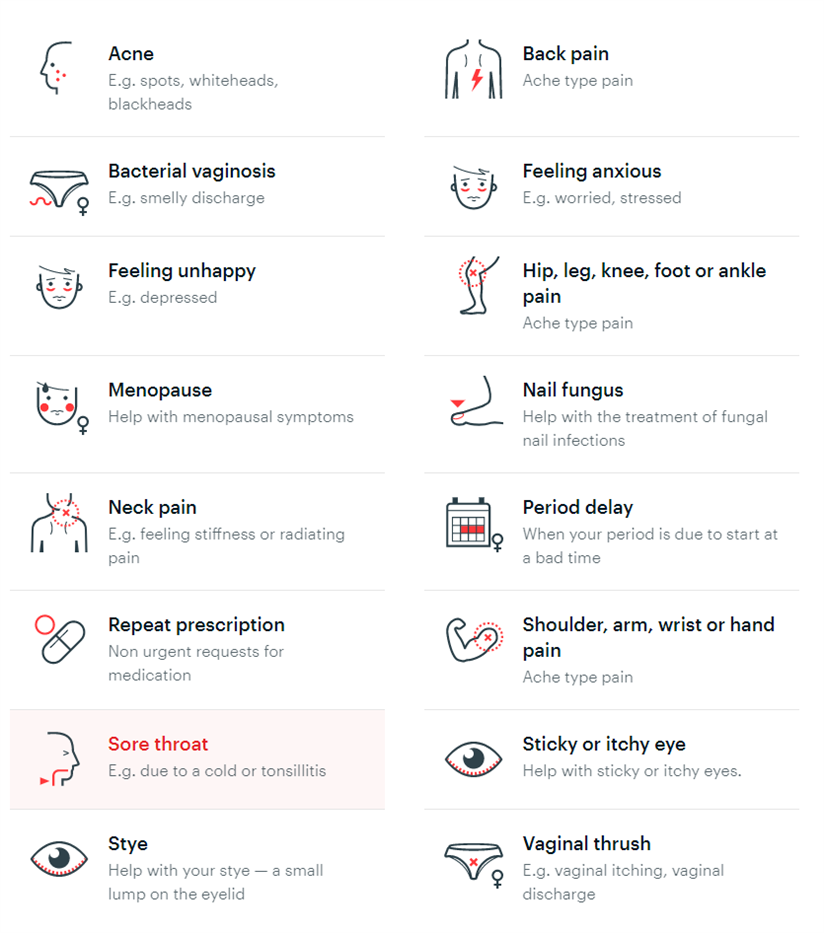 Acne
E.g. spots, whiteheads,
blackheads
Back pain
Ache type pain
Bacterial vaginosis
E.g. smelly discharge
Feeling anxious
E.g. worried, stressed
Feeling unhappy
E.g. depressed
Hip, leg, knee, foot or ankle
pain
Ache type pain
Menopause
Help with menopausal symptoms
Nail fungus
Help with the treatment of fungal
nail infections
Neck pain
E.g. feeling stiffness or radiating
pain
Period delay
When your period is due to start at
a bad time
Repeat prescription
Non urgent requests for
medication
Shoulder, arm, wrist or hand
pain
Ache type pain
Sore throat
E.g. due to a cold or tonsillitis
Sticky or itchy eye
Help with sticky or itchy eyes.
Stye
Help with your stye — a small
lump on the eyelid
Vaginal thrush
E.g. vaginal itching, vaginal
discharge